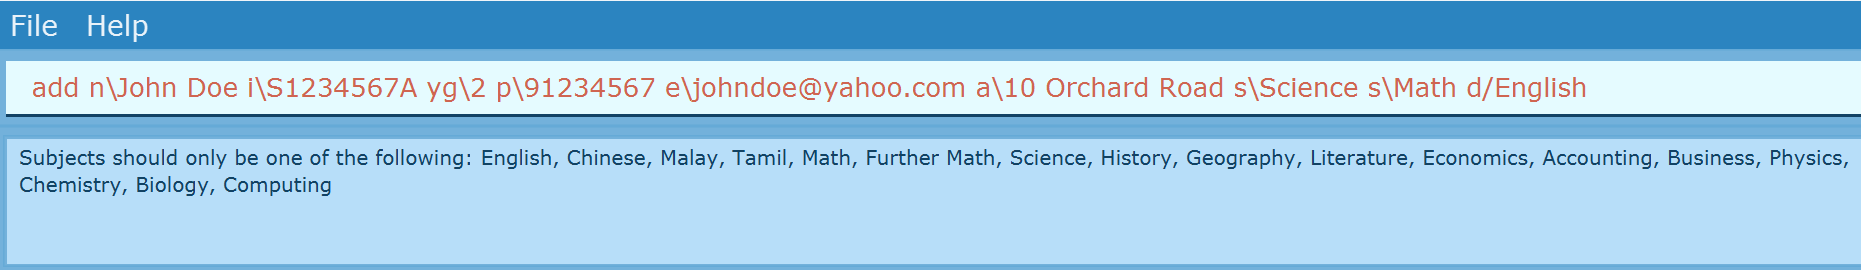 File Help
add n\John Doe i\S1234567A yg\2 p\91234567 e\johndoe@yahoo.com a\10 Orchard Road s\Science s\Math d/English
Subjects should only be one of the following: English, Chinese, Malay, Tamil, Math, Further Math, Science, History, Geography, Literature, Economics, Accounting, Business, Physics,
Chemistry, Biology, Computing